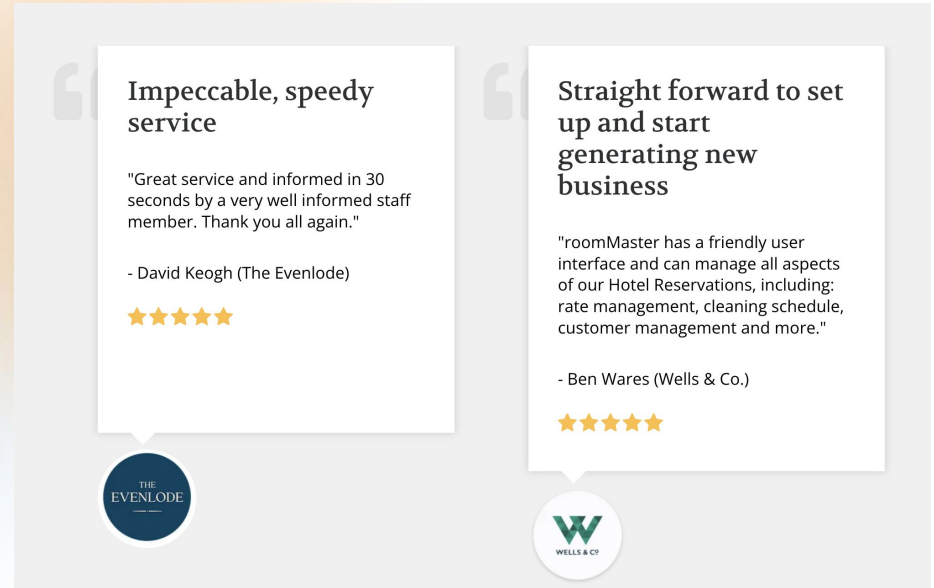 Impeccable, speedy
service
"Great service and informed in 30
seconds by a very well informed staff
member. Thank you all again."
- David Keogh (The Evenlode)
THE
EVENLODE
Straight forward to set
up and start
generating new
business
"roomMaster has a friendly user
interface and can manage all aspects
of our Hotel Reservations, including:
rate management, cleaning schedule,
customer management and more."
- Ben Wares (Wells & Co.)
W
WELLS & Cº